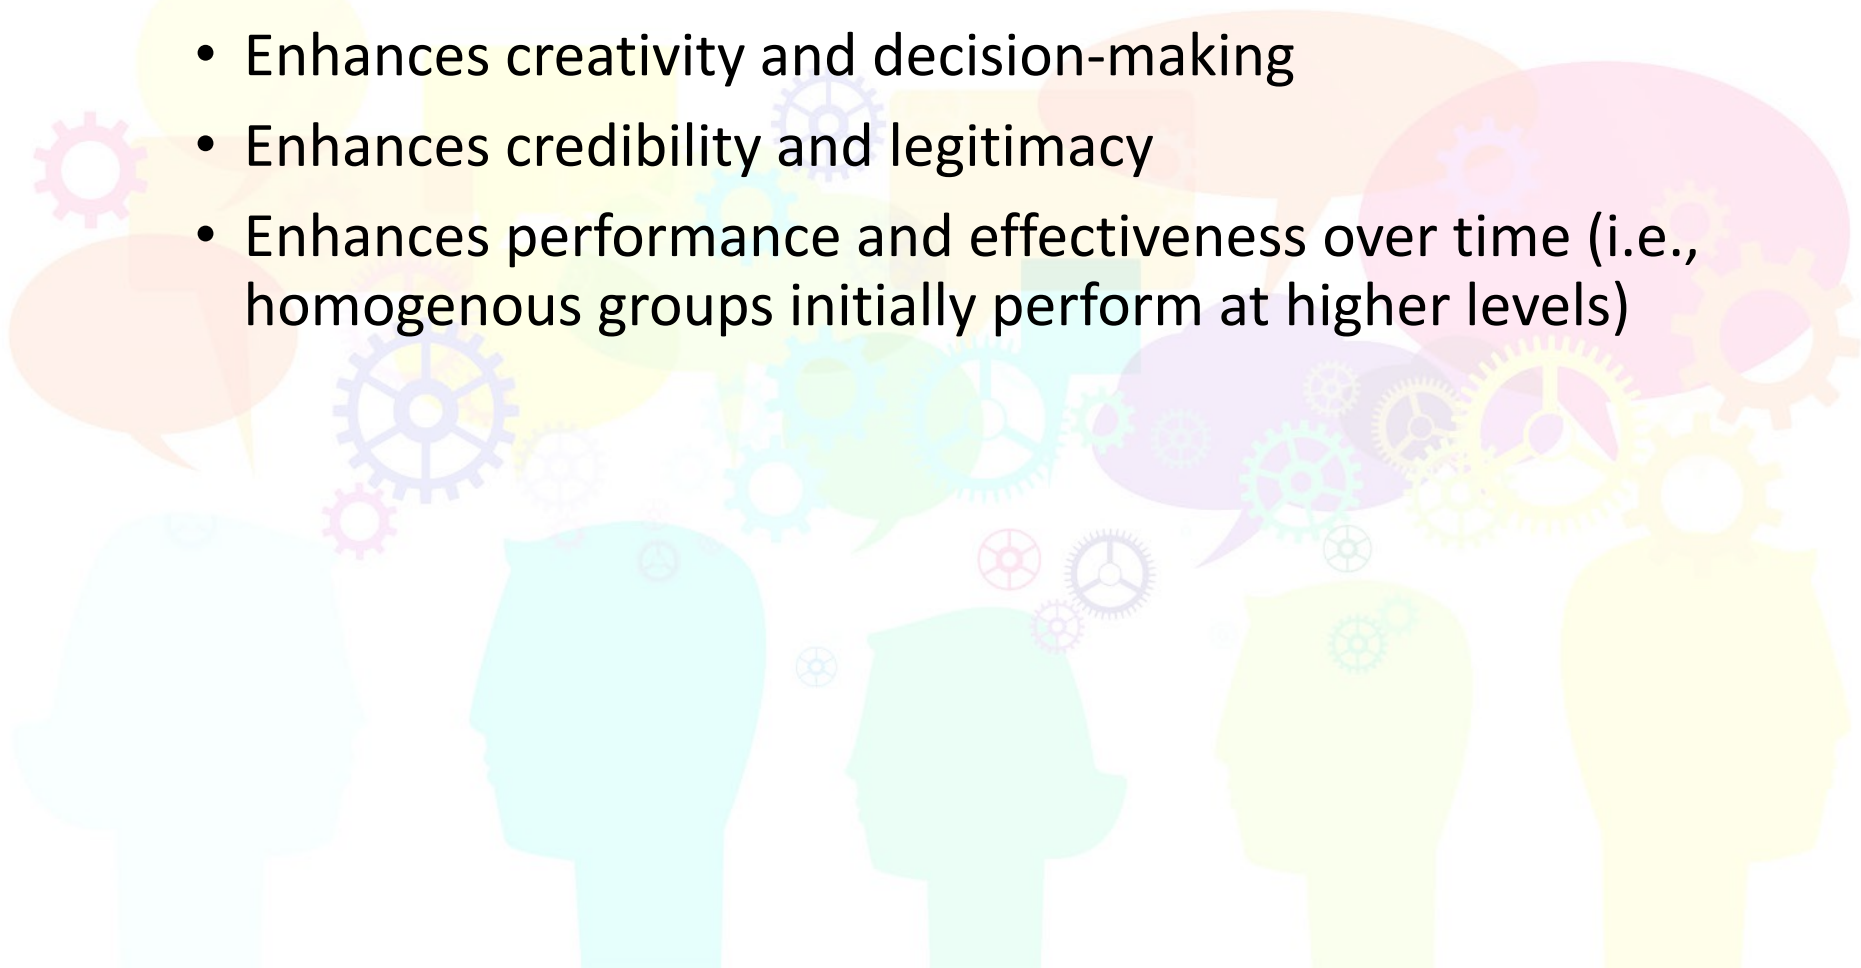 • Enhances creativity and decision-making
• Enhances credibility and legitimacy
• Enhances performance and effectiveness over time (i.e.,
homogenous groups initially perform at higher levels)